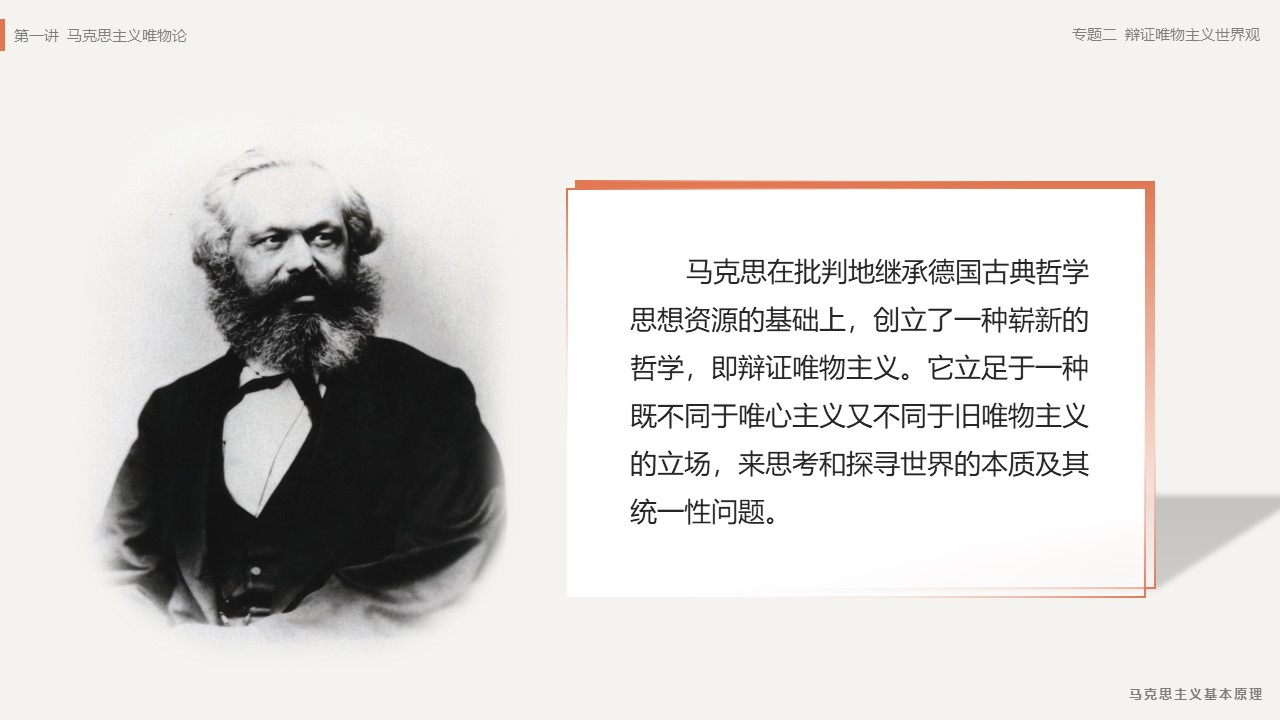 第一讲 马克思主义唯物论
专题二 辩证唯物主义世界观
马克思在批判地继承德国古典哲学
思想资源的基础上，创立了一种崭新的
哲学，即辩证唯物主义。它立足于一种
既不同于唯心主义又不同于旧唯物主义
的立场，来思考和探寻世界的本质及其
统一性问题。
马克思主义基本原理